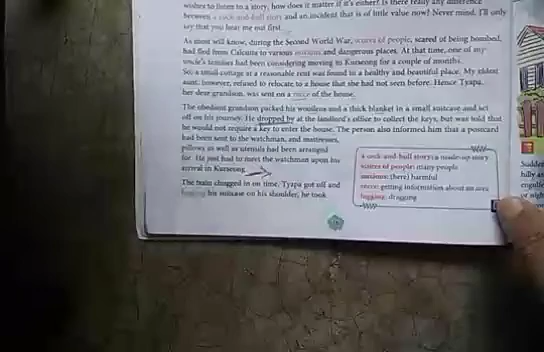 wishes to listen to a story, how does it matter if it's either? Is there really any difference
between a cock-and-bull story and an incident that is of little value now? Never mind. I'll only
say that you hear me out first.
As most will know, during the Second World War, scores of people, scared of being bombed,
had fled from Calcutta to various noxious and dangerous places. At that time, one of my
uncle's families had been considering moving to Kurseong for a couple of months.
So, a small cottage at a reasonable rent was found in a healthy and beautiful place. My eldest
aunt, however, refused to relocate to a house that she had not seen before. Hence Tyapa,
her dear grandson, was sent on a recce of the house.
The obedient grandson packed his woollens and a thick blanket in a small suitcase and set
off on his journey. He dropped by at the landlord's office to collect the keys, but was told that
he would not require a key to enter the house. The person also informed him that a postcard
had been sent to the watchman, and mattresses,
pillows as well as utensils had been arranged
for. He just had to meet the watchman upon his
arrival in Kurseong.
The train chugged in on time. Tyapa got off and
lugging his suitcase on his shoulder, he took
a cock-and-bull story: a made-up story
scores of people: many people
noxious: (here) harmful
recce: getting information about an area
lugging: dragging
Sudden
hilly as
engulfe